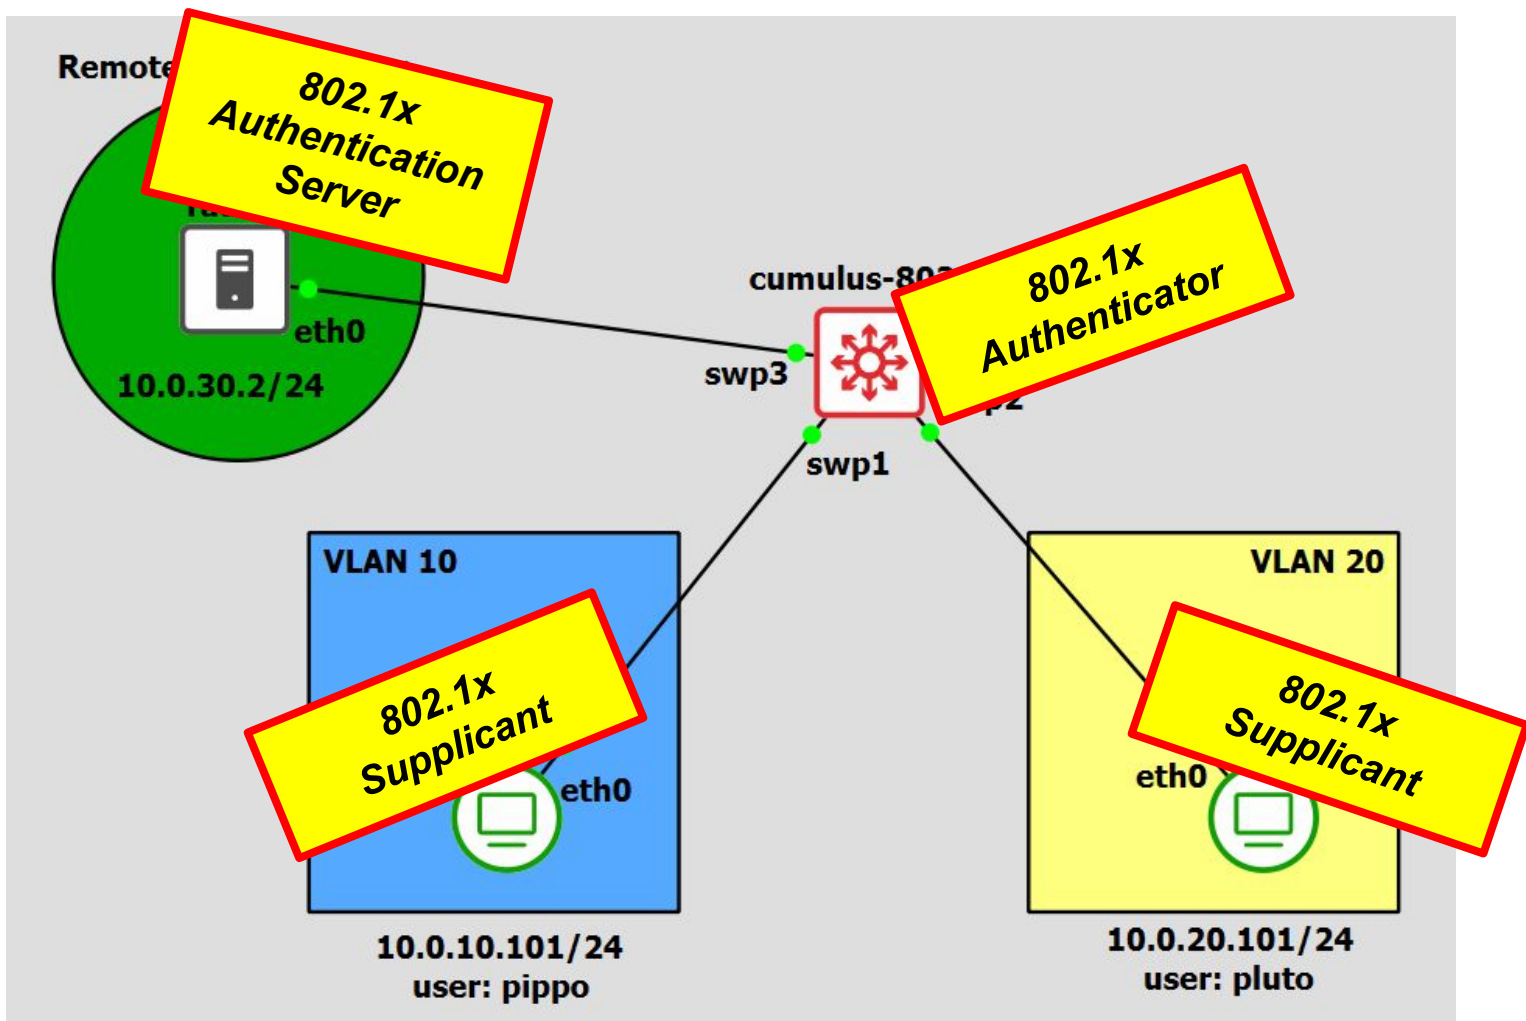 Remote
802.1x
Authentication
Server
eth0
10.0.30.2/24
802.1x
Authenticator
swp3
swp1
VLAN 10
802.1x
Supplicant
eth0
10.0.10.101/24
user: pippo
VLAN 20
802.1x
Supplicant
eth0
10.0.20.101/24
user: pluto